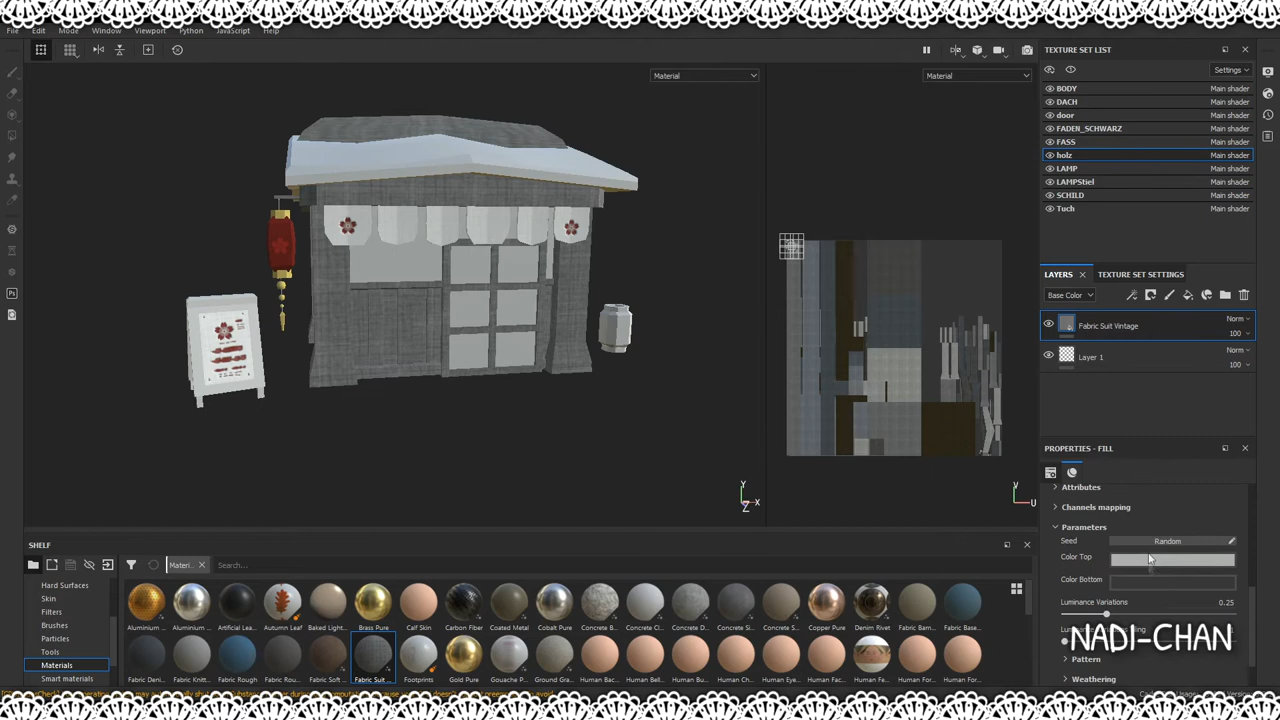 File Edit Mode Window Viewport Python JavaScript Help
Material
Material
TEXTURE SET LIST
Settings
BODY Main shader
DACH Main shader
door Main shader
FADEN_SCHWARZ Main shader
FASS Main shader
holz Main shader
LAMP Main shader
LAMPStiel Main shader
SCHILD Main shader
Tuch Main shader
LAYERS TEXTURE SET SETTINGS
Base Color
Fabric Suit Vintage Norm 100
Layer 1 Norm 100
PROPERTIES - FILL
Attributes
Channels mapping
Parameters
Seed Random
Color Top
Color Bottom
Luminance Variations 0.25
NADI-CHAN
Pattern
Weathering
Y
X
Z
V
U
SHELF
Materi...
Search...
Hard Surfaces
Skin
Filters
Brushes
Particles
Tools
Materials
Smart materials
Aluminium ... Aluminium ... Artificial Lea... Autumn Leaf Baked Light... Brass Pure Calf Skin Carbon Fiber Coated Metal Cobalt Pure Concrete B... Concrete Cl... Concrete D... Concrete S... Concrete S... Copper Pure Denim Rivet Fabric Bam... Fabric Base...
Fabric Deni... Fabric Knitt... Fabric Rough Fabric Rou... Fabric Soft ... Fabric Suit ... Footprints Gold Pure Gouache P... Ground Gra... Human Bac... Human Bell... Human Bu... Human Ch... Human Eye... Human Fac... Human Fe... Human For... Human For...